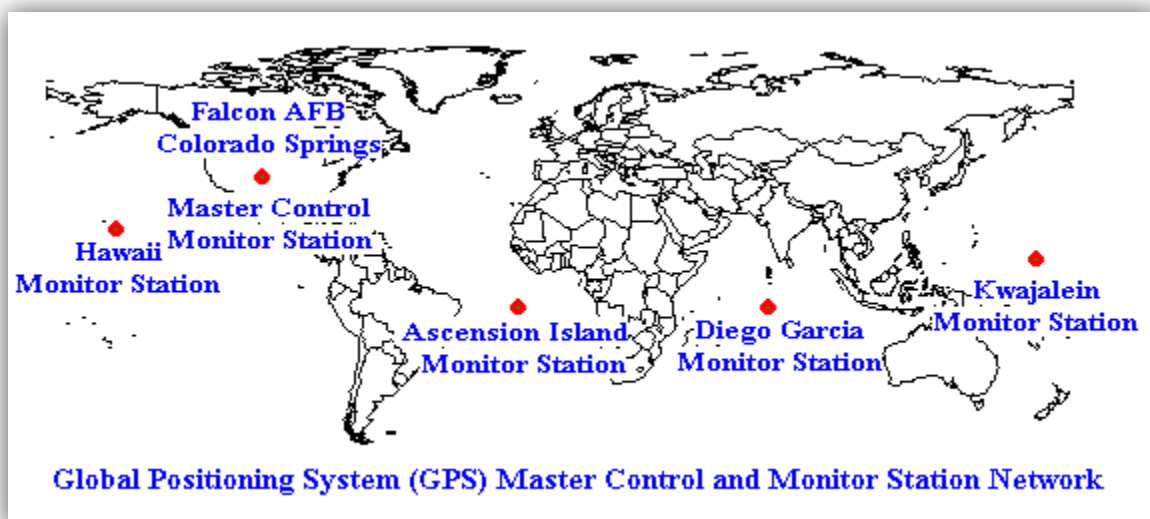 Falcon AFB
Colorado Springs
Master Control
Monitor Station
Hawaii
Monitor Station
Ascension Island
Monitor Station
Diego Garcia
Monitor Station
Kwajalein
Monitor Station
Global Positioning System (GPS) Master Control and Monitor Station Network